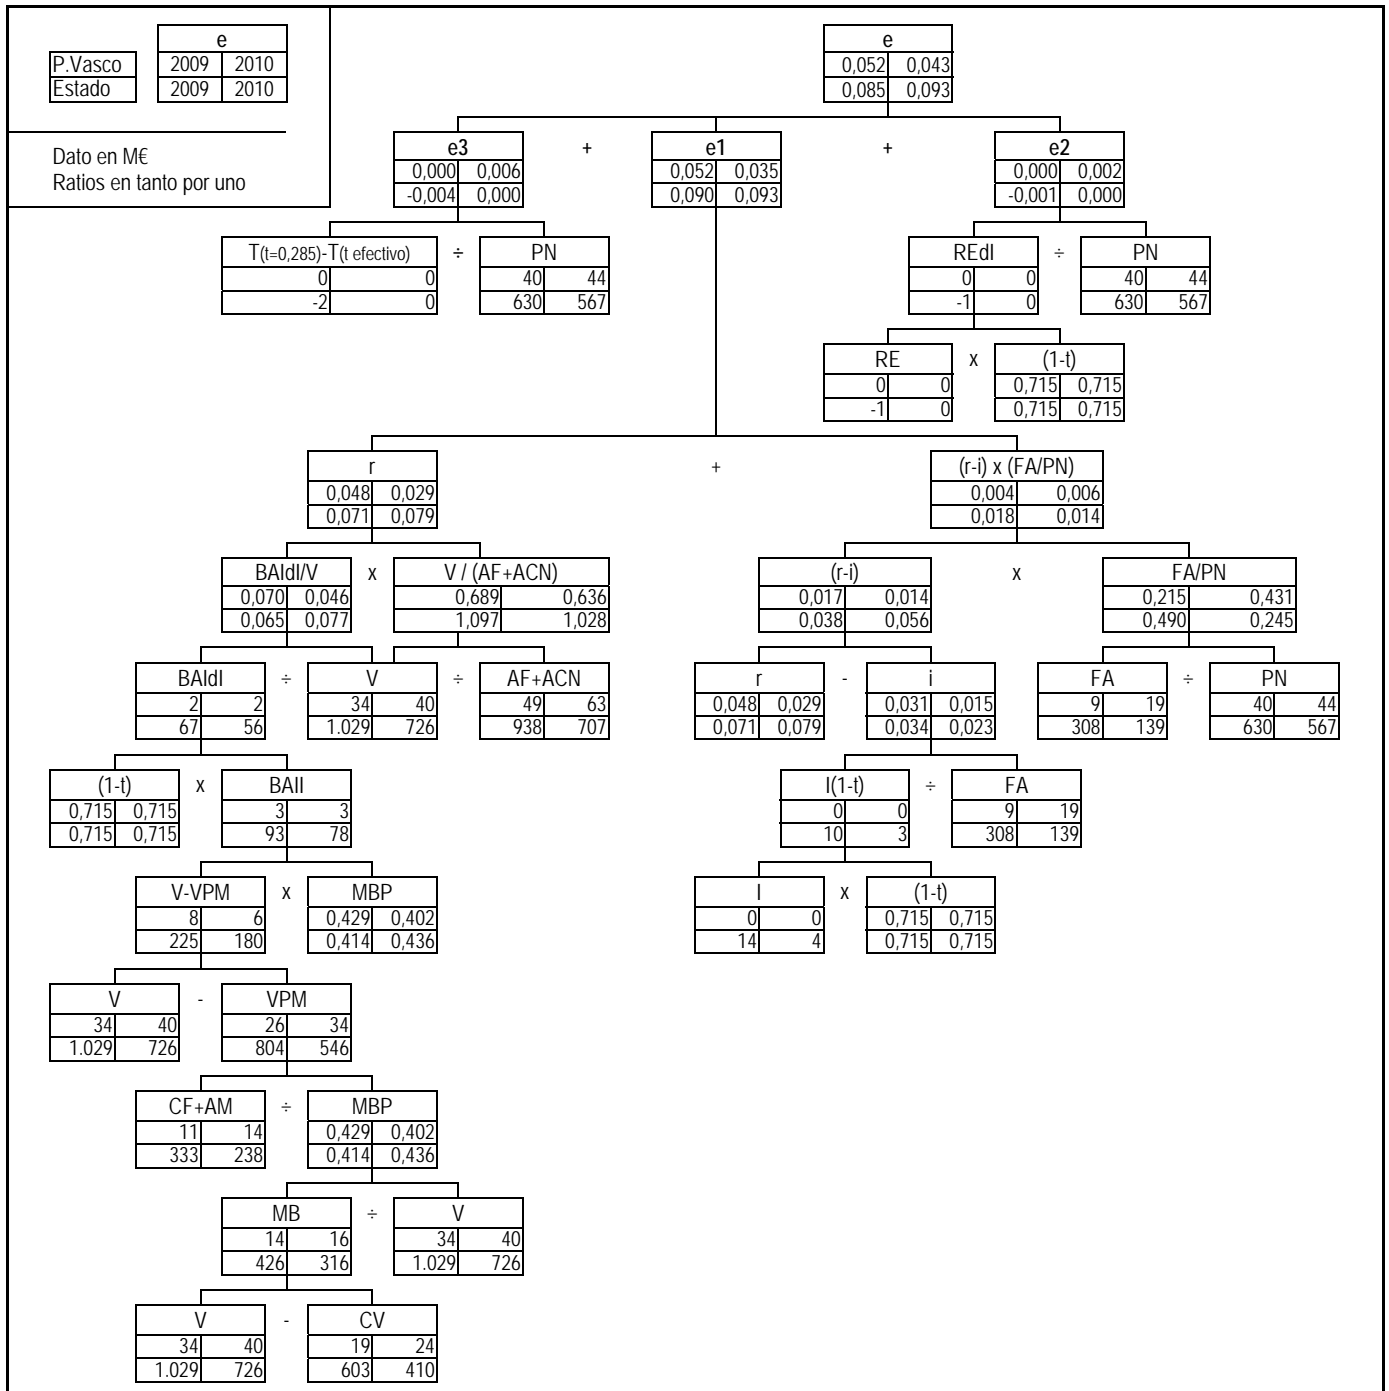 e
P.Vasco 2009 2010
Estado 2009 2010
Dato en M€
Ratios en tanto por uno
e
0,052 0,043
0,085 0,093
e3 + e1 + e2
0,000 0,006 0,052 0,035 0,000 0,002
-0,004 0,000 0,090 0,093 -0,001 0,000
T(t=0,285)-T(t efectivo) ÷ PN REdI ÷ PN
0 0 40 44 0 0 40 44
-2 0 630 567 -1 0 630 567
RE x (1-t)
0 0 0,715 0,715
-1 0 0,715 0,715
r + (r-i) x (FA/PN)
0,048 0,029 0,004 0,006
0,071 0,079 0,018 0,014
BAIdI/V x V / (AF+ACN) (r-i) x FA/PN
0,070 0,046 0,689 0,636 0,017 0,014 0,215 0,431
0,065 0,077 1,097 1,028 0,038 0,056 0,490 0,245
BAIdI ÷ V ÷ AF+ACN r - i FA ÷ PN
2 2 34 40 49 63 0,048 0,029 0,031 0,015 9 19 40 44
67 56 1.029 726 938 707 0,071 0,079 0,034 0,023 308 139 630 567
(1-t) x BAII I(1-t) ÷ FA
0,715 0,715 3 3 0 0 9 19
0,715 0,715 93 78 10 3 308 139
V-VPM x MBP I x (1-t)
8 6 0,429 0,402 0 0 0,715 0,715
225 180 0,414 0,436 14 4 0,715 0,715
V - VPM
34 40 26 34
1.029 726 804 546
CF+AM ÷ MBP
11 14 0,429 0,402
333 238 0,414 0,436
MB ÷ V
14 16 34 40
426 316 1.029 726
V - CV
34 40 19 24
1.029 726 603 410